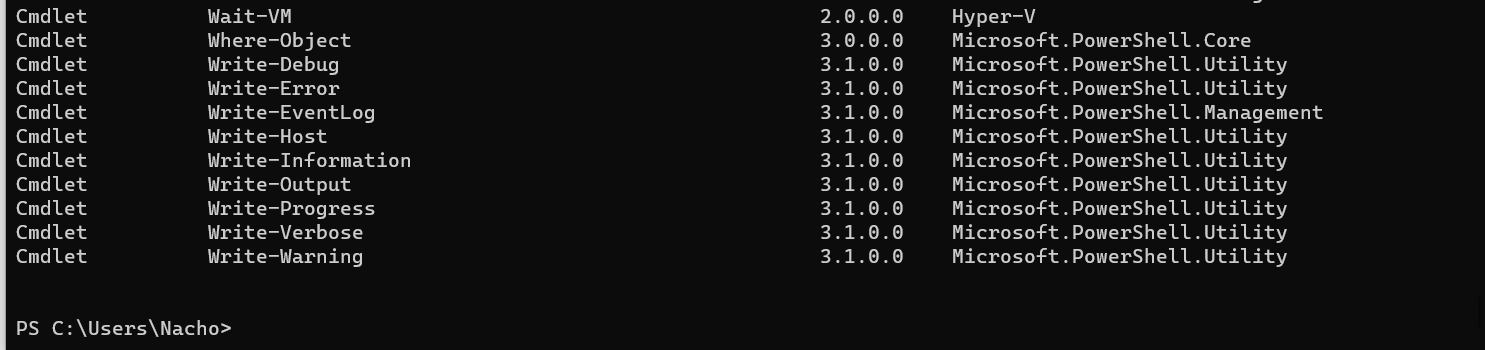 Cmdlet Wait-VM 2.0.0.0 Hyper-V
Cmdlet Where-Object 3.0.0.0 Microsoft.PowerShell.Core
Cmdlet Write-Debug 3.1.0.0 Microsoft.PowerShell.Utility
Cmdlet Write-Error 3.1.0.0 Microsoft.PowerShell.Utility
Cmdlet Write-EventLog 3.1.0.0 Microsoft.PowerShell.Management
Cmdlet Write-Host 3.1.0.0 Microsoft.PowerShell.Utility
Cmdlet Write-Information 3.1.0.0 Microsoft.PowerShell.Utility
Cmdlet Write-Output 3.1.0.0 Microsoft.PowerShell.Utility
Cmdlet Write-Progress 3.1.0.0 Microsoft.PowerShell.Utility
Cmdlet Write-Verbose 3.1.0.0 Microsoft.PowerShell.Utility
Cmdlet Write-Warning 3.1.0.0 Microsoft.PowerShell.Utility
PS C:\Users\Nacho>